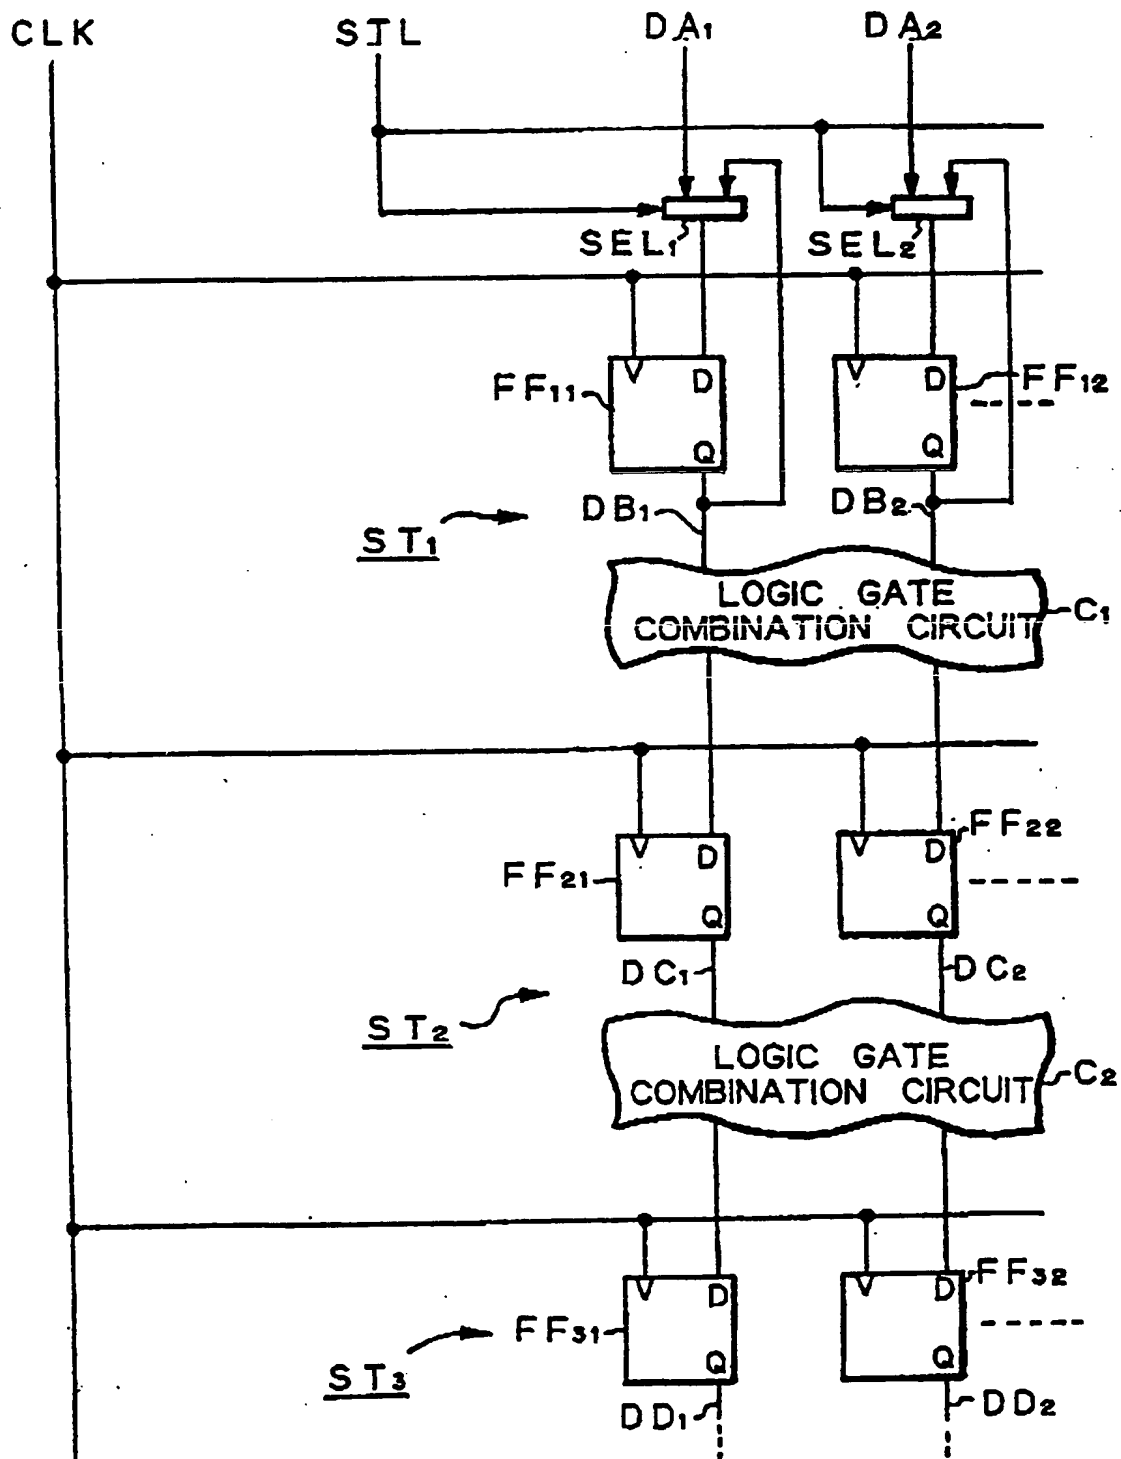 CLK STL DA1 DA2
SEL1 SEL2
V D V D
FF11 FF12
Q Q
DB1 DB2
ST1
LOGIC GATE
COMBINATION CIRCUIT
C1
FF22
V D V D
FF21
Q Q
DC1 DC2
ST2
LOGIC GATE
COMBINATION CIRCUIT
C2
FF32
V D V D
FF31
Q Q
ST3
DD1 DD2